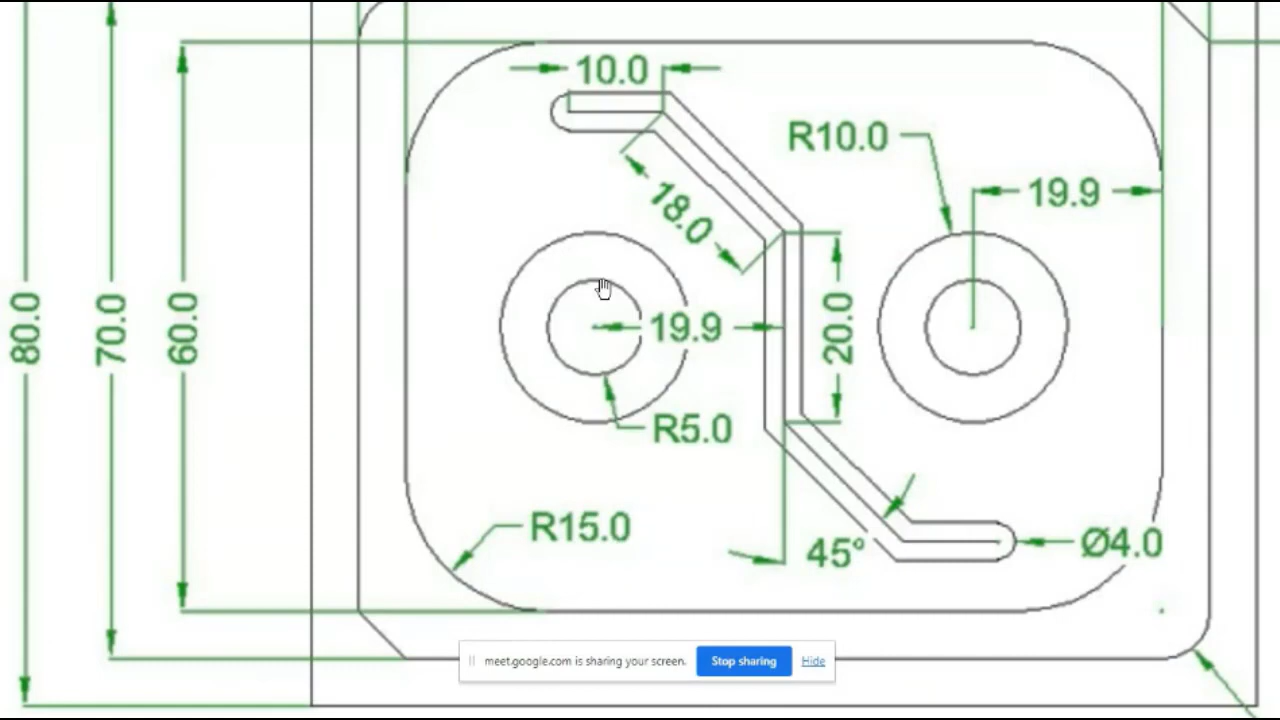 10.0
R10.0
19.9
18.0
80.0
70.0
60.0
19.9
20.0
R5.0
R15.0
45°
Ø4.0
meet.google.com is sharing your screen.
Stop sharing
Hide